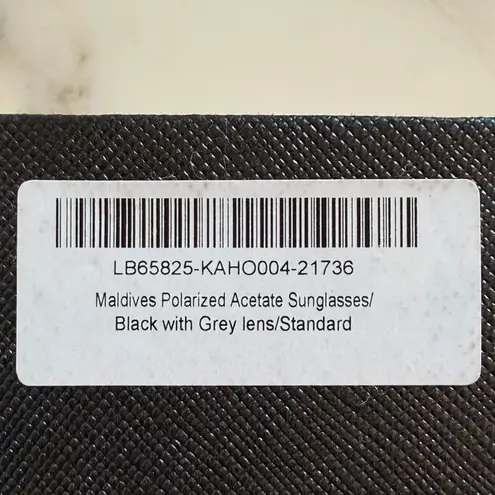 LB65825-KAHO004-21736
Maldives Polarized Acetate Sunglasses/
Black with Grey lens/Standard